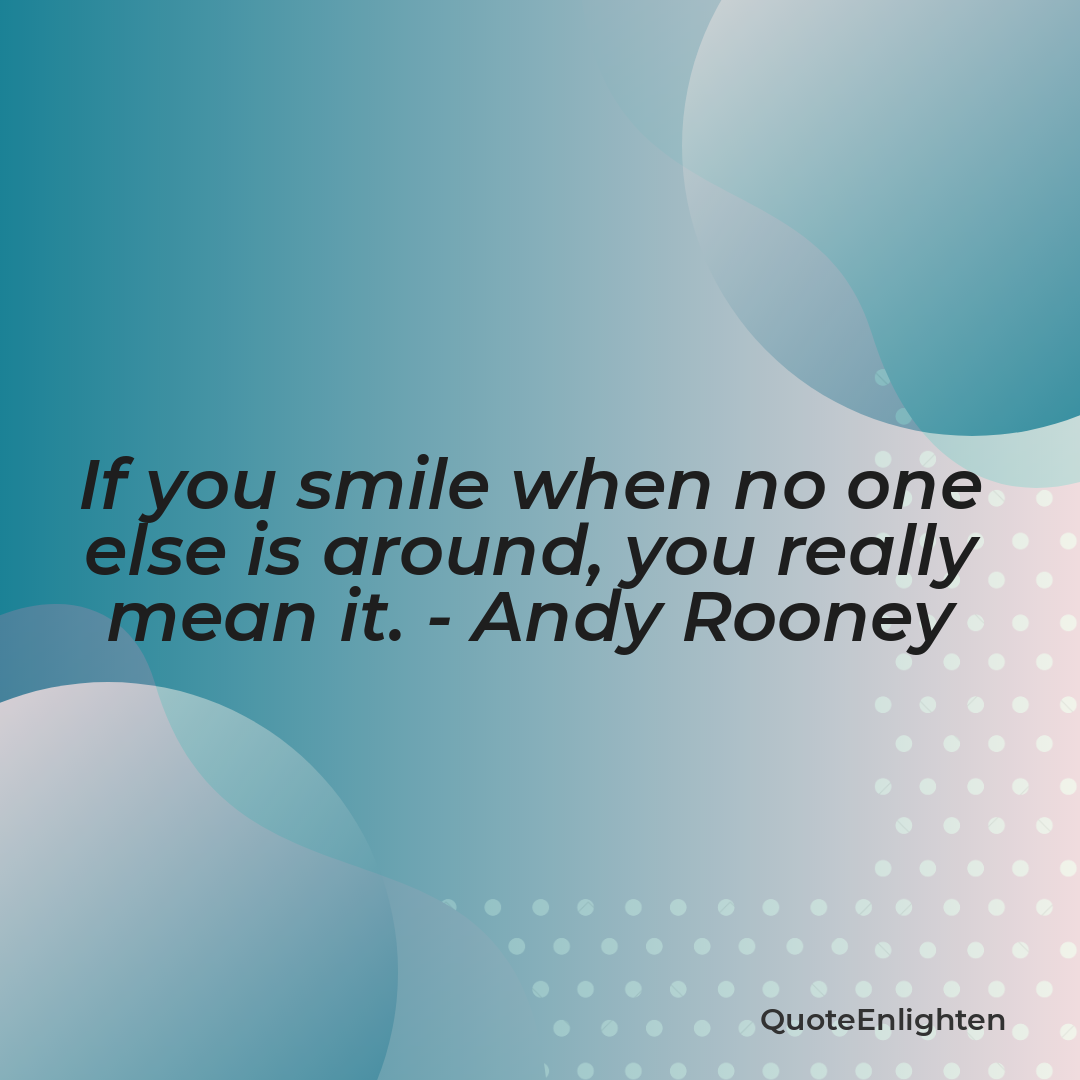 If you smile when no one
else is around, you really
mean it. - Andy Rooney
QuoteEnlighten